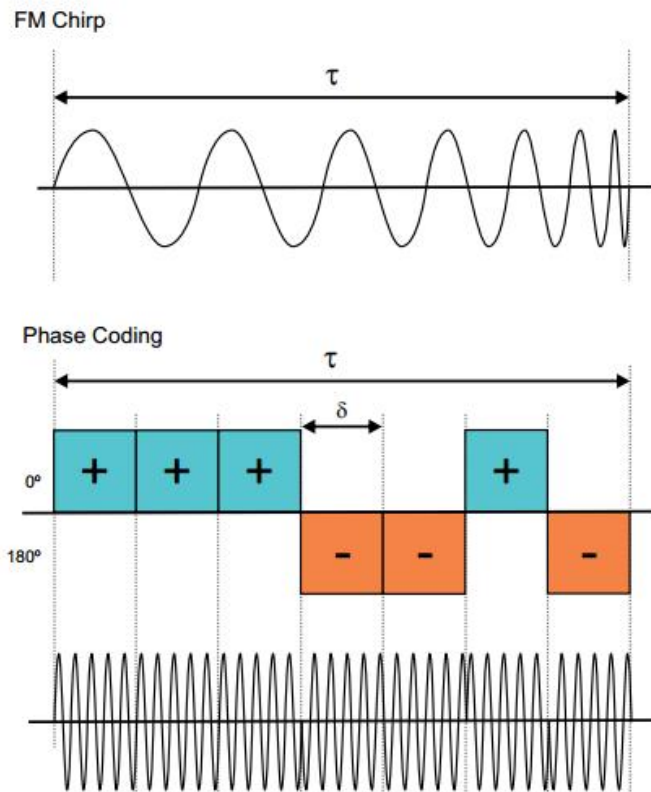 FM Chirp
τ
Phase Coding
τ
δ
+ + + +
0º
180º
- - -